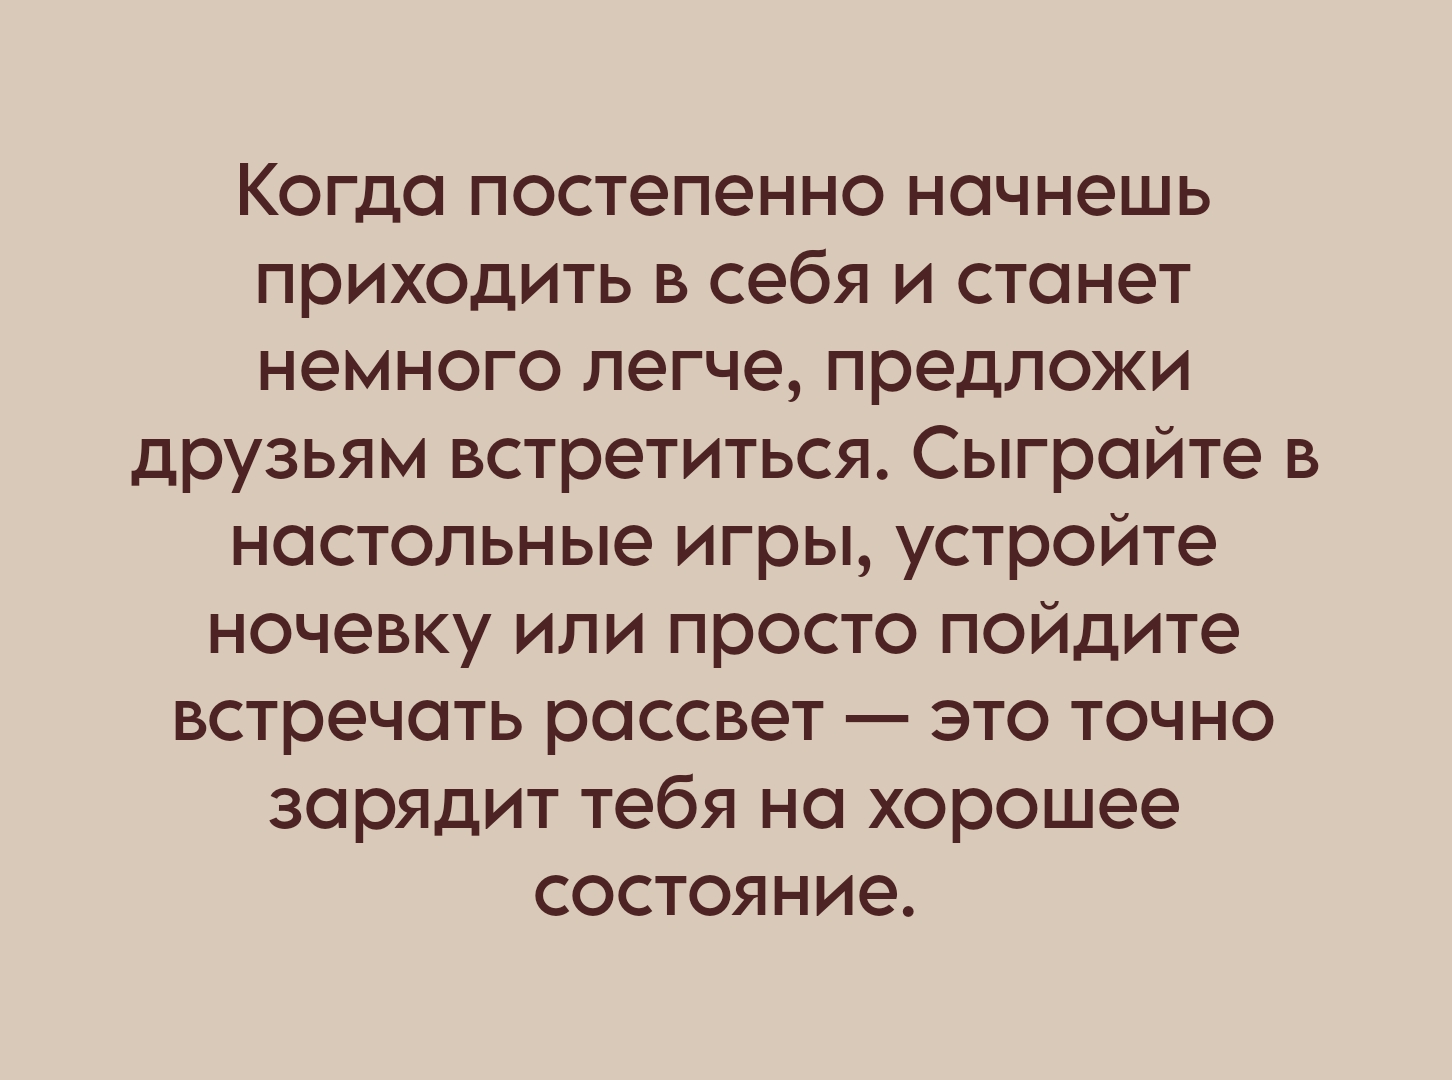 Когда постепенно начнешь
приходить в себя и станет
немного легче, предложи
друзьям встретиться. Сыграйте в
настольные игры, устройте
ночевку или просто пойдите
встречать рассвет — это точно
зарядит тебя на хорошее
состояние.